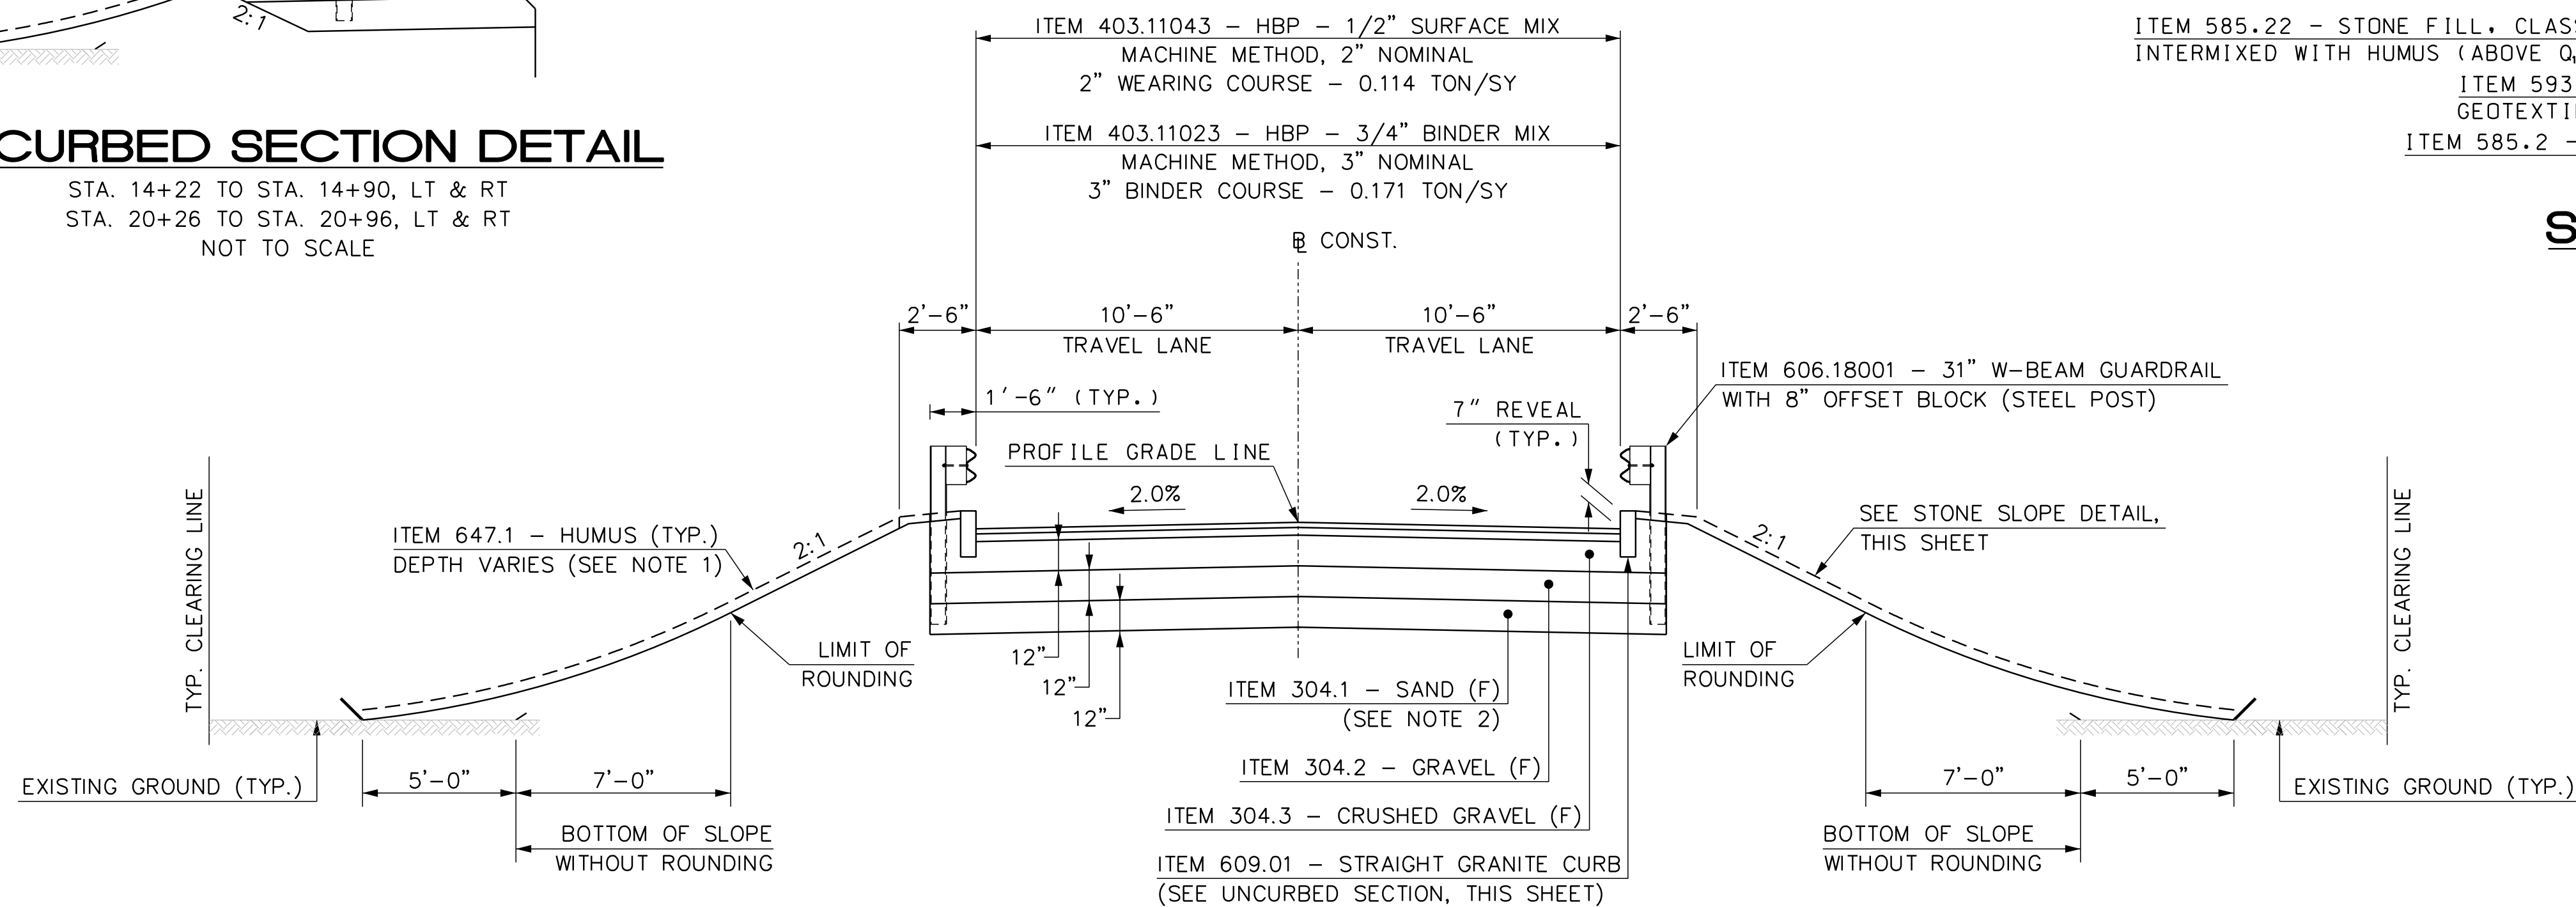 2:1
CURBED SECTION DETAIL
STA. 14+22 TO STA. 14+90, LT & RT
STA. 20+26 TO STA. 20+96, LT & RT
NOT TO SCALE
ITEM 403.11043 – HBP – 1/2" SURFACE MIX
MACHINE METHOD, 2" NOMINAL
2" WEARING COURSE – 0.114 TON/SY
ITEM 403.11023 – HBP – 3/4" BINDER MIX
MACHINE METHOD, 3" NOMINAL
3" BINDER COURSE – 0.171 TON/SY
CONST.
ITEM 585.22 – STONE FILL, CLAS
INTERMIXED WITH HUMUS (ABOVE Q
ITEM 593
GEOTEXTI
ITEM 585.2 –
S
2'-6"
10'-6"
10'-6"
2'-6"
TRAVEL LANE
TRAVEL LANE
1'-6" (TYP.)
7" REVEAL
(TYP.)
ITEM 606.18001 – 31" W-BEAM GUARDRAIL
WITH 8" OFFSET BLOCK (STEEL POST)
PROFILE GRADE LINE
2.0%
2.0%
TYP. CLEARING LINE
ITEM 647.1 – HUMUS (TYP.)
DEPTH VARIES (SEE NOTE 1)
2:1
2:1
SEE STONE SLOPE DETAIL,
THIS SHEET
TYP. CLEARING LINE
LIMIT OF
ROUNDING
12"
12"
12"
LIMIT OF
ROUNDING
ITEM 304.1 – SAND (F)
(SEE NOTE 2)
ITEM 304.2 – GRAVEL (F)
ITEM 304.3 – CRUSHED GRAVEL (F)
ITEM 609.01 – STRAIGHT GRANITE CURB
(SEE UNCURBED SECTION, THIS SHEET)
EXISTING GROUND (TYP.)
5'-0"
7'-0"
BOTTOM OF SLOPE
WITHOUT ROUNDING
7'-0"
5'-0"
BOTTOM OF SLOPE
WITHOUT ROUNDING
EXISTING GROUND (TYP.)